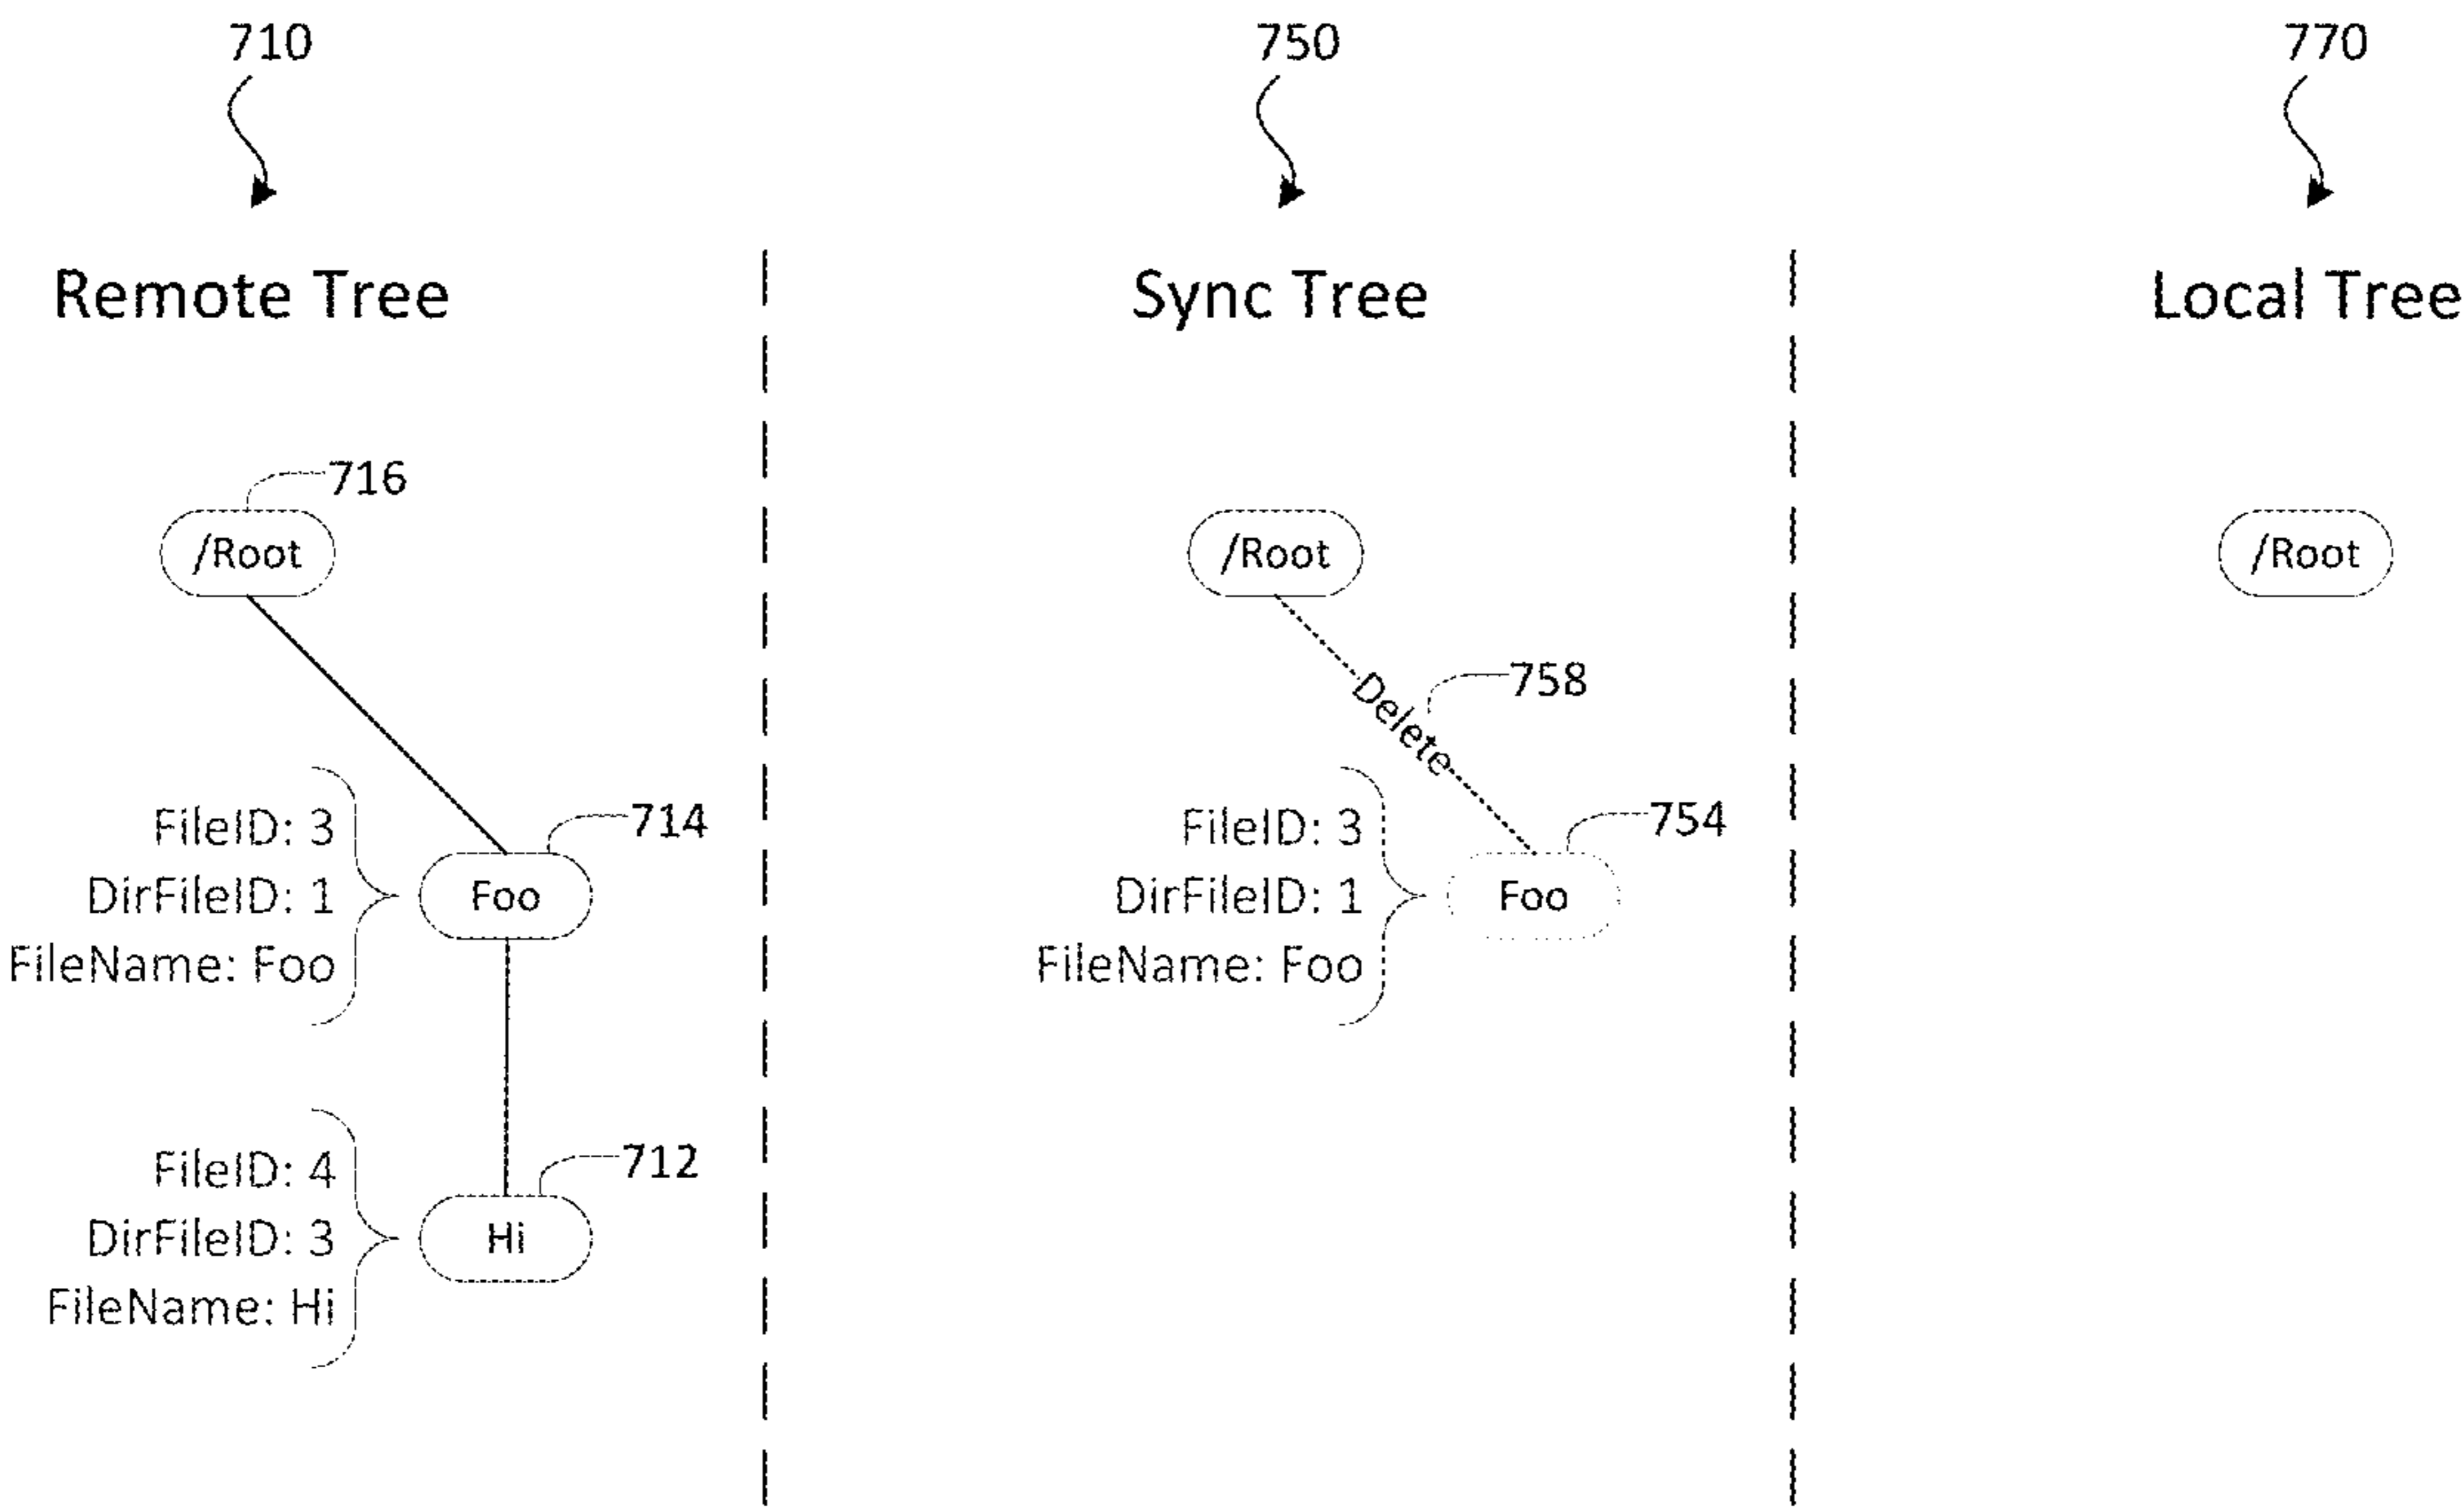 710
750
770
Remote Tree
Sync Tree
Local Tree
716
/Root
/Root
/Root
758
Delete
FileID: 3
DirFileID: 1
FileName: Foo
714
Foo
FileID: 3
DirFileID: 1
FileName: Foo
754
Foo
FileID: 4
DirFileID: 3
FileName: Hi
712
Hi